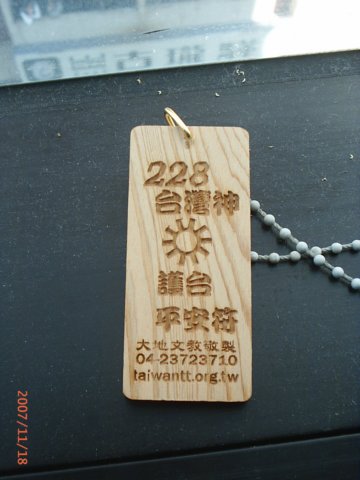 228
台灣神
護台
平安符
大地文教敬製
04-23723710
taiwantt.org.tw
2007/11/18